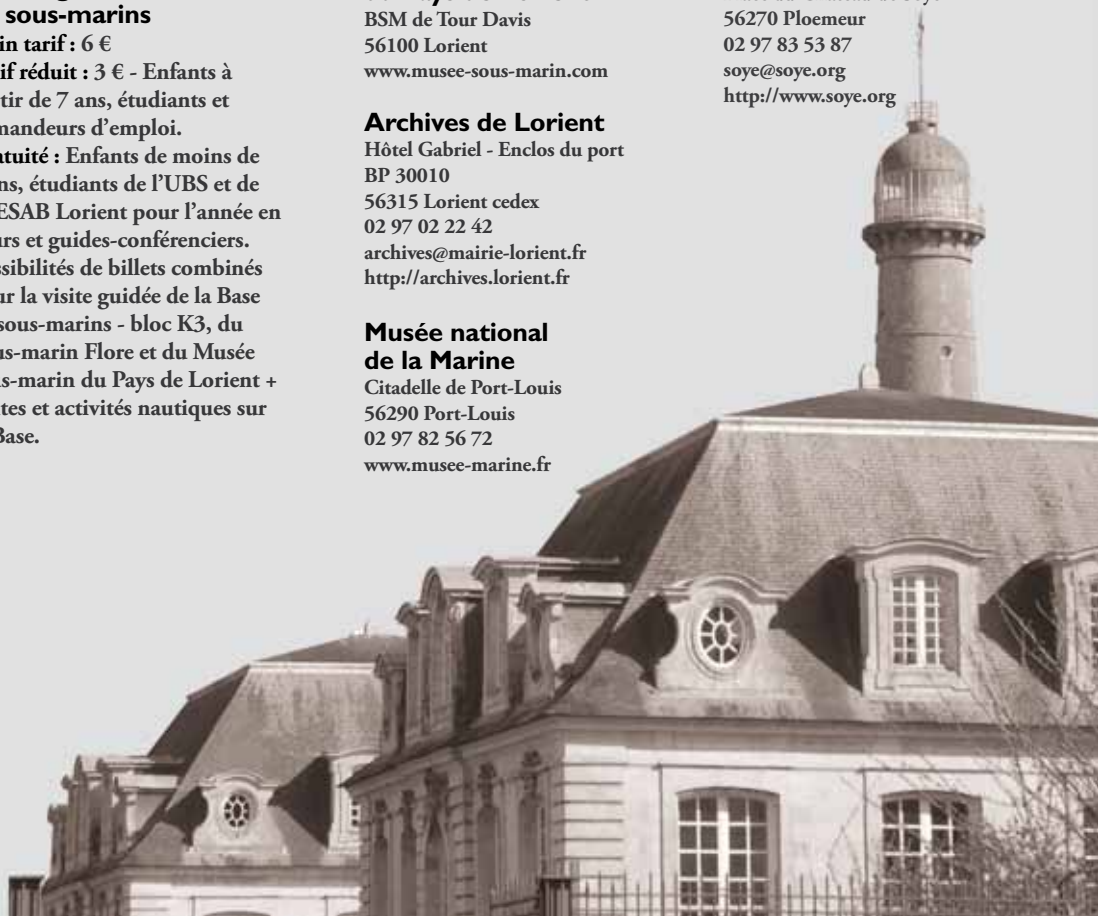 sous-marins
in tarif : 6 €
if réduit : 3 € - Enfants à
tir de 7 ans, étudiants et
mandeurs d'emploi.
atuité : Enfants de moins de
ns, étudiants de l'UBS et de
ESAB Lorient pour l'année en
urs et guides-conférenciers.
ssibilités de billets combinés
ur la visite guidée de la Base
sous-marins - bloc K3, du
us-marin Flore et du Musée
s-marin du Pays de Lorient +
ites et activités nautiques sur
Base.
BSM de Tour Davis
56100 Lorient
www.musee-sous-marin.com
Archives de Lorient
Hôtel Gabriel - Enclos du port
BP 30010
56315 Lorient cedex
02 97 02 22 42
archives@mairie-lorient.fr
http://archives.lorient.fr
Musée national
de la Marine
Citadelle de Port-Louis
56290 Port-Louis
02 97 82 56 72
www.musee-marine.fr
56270 Ploemeur
02 97 83 53 87
soye@soye.org
http://www.soye.org